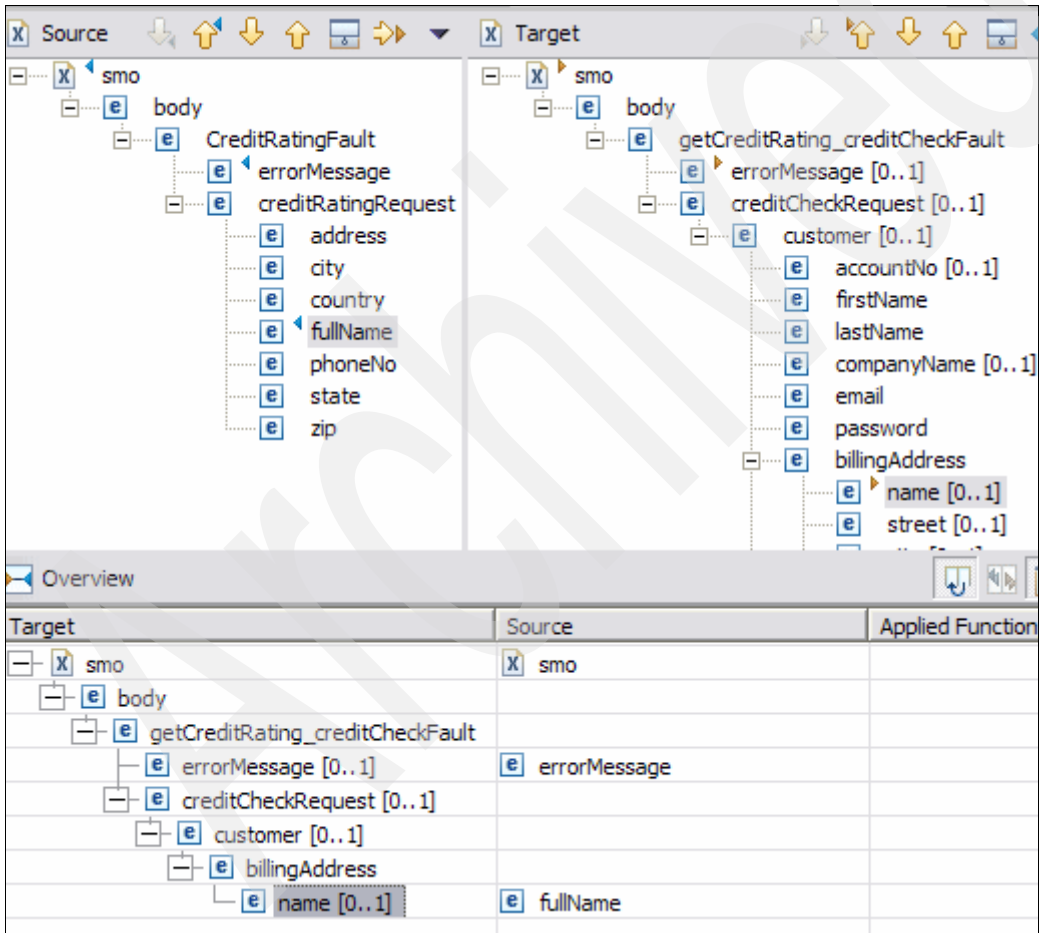 Source
smo
body
CreditRatingFault
errorMessage
creditRatingRequest
address
city
country
fullName
phoneNo
state
zip
Target
smo
body
getCreditRating_creditCheckFault
errorMessage [0..1]
creditCheckRequest [0..1]
customer [0..1]
accountNo [0..1]
firstName
lastName
companyName [0..1]
email
password
billingAddress
name [0..1]
street [0..1]
Overview
Target Source Applied Function
smo smo
body
getCreditRating_creditCheckFault
errorMessage [0..1] errorMessage
creditCheckRequest [0..1]
customer [0..1]
billingAddress
name [0..1] fullName
Archived